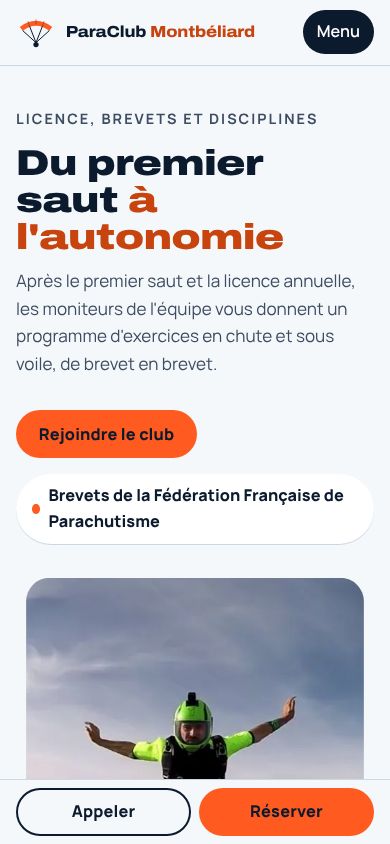 ParaClub Montbéliard
Menu
LICENCE, BREVETS ET DISCIPLINES
Du premier
saut à
l'autonomie
Après le premier saut et la licence annuelle,
les moniteurs de l'équipe vous donnent un
programme d'exercices en chute et sous
voile, de brevet en brevet.
Rejoindre le club
Brevets de la Fédération Française de
Parachutisme
Appeler
Réserver